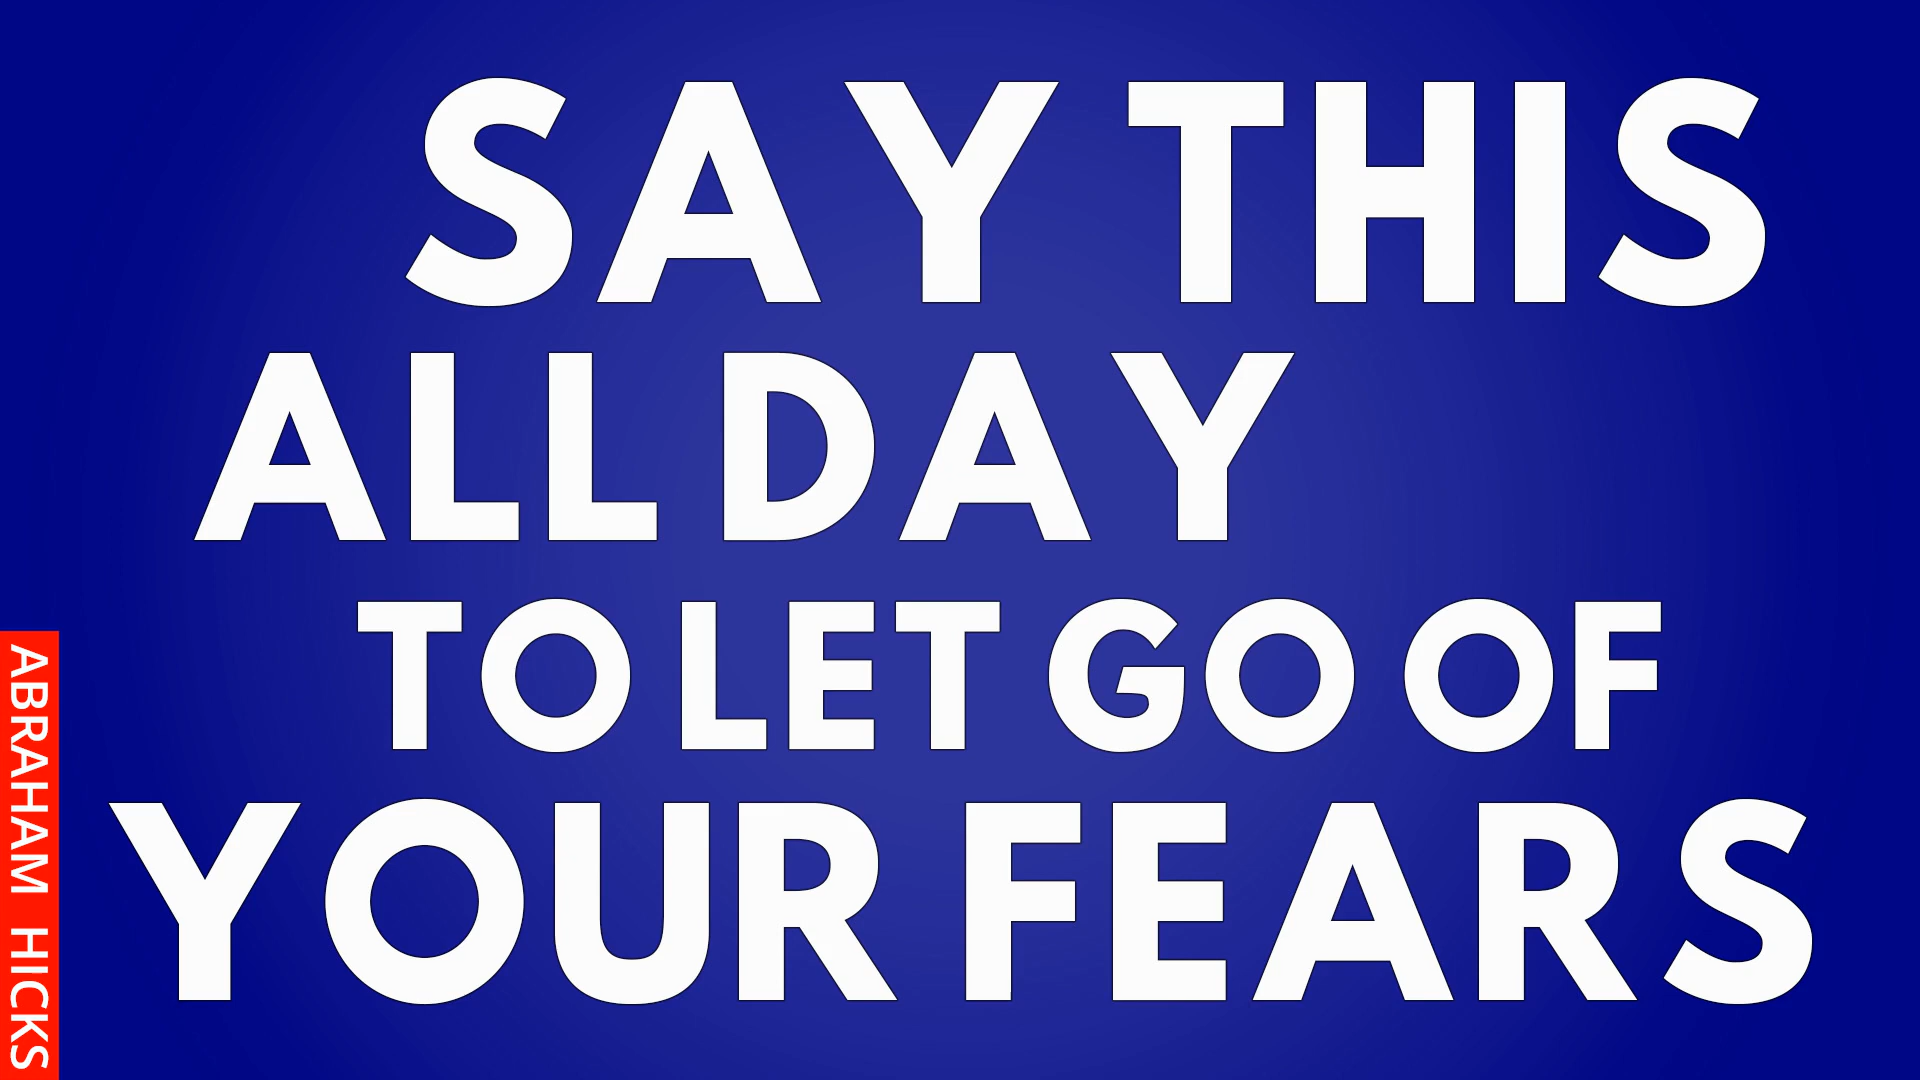 SAY THIS
ALL DAY
TO LET GO OF
YOUR FEARS
ABRAHAM HICKS